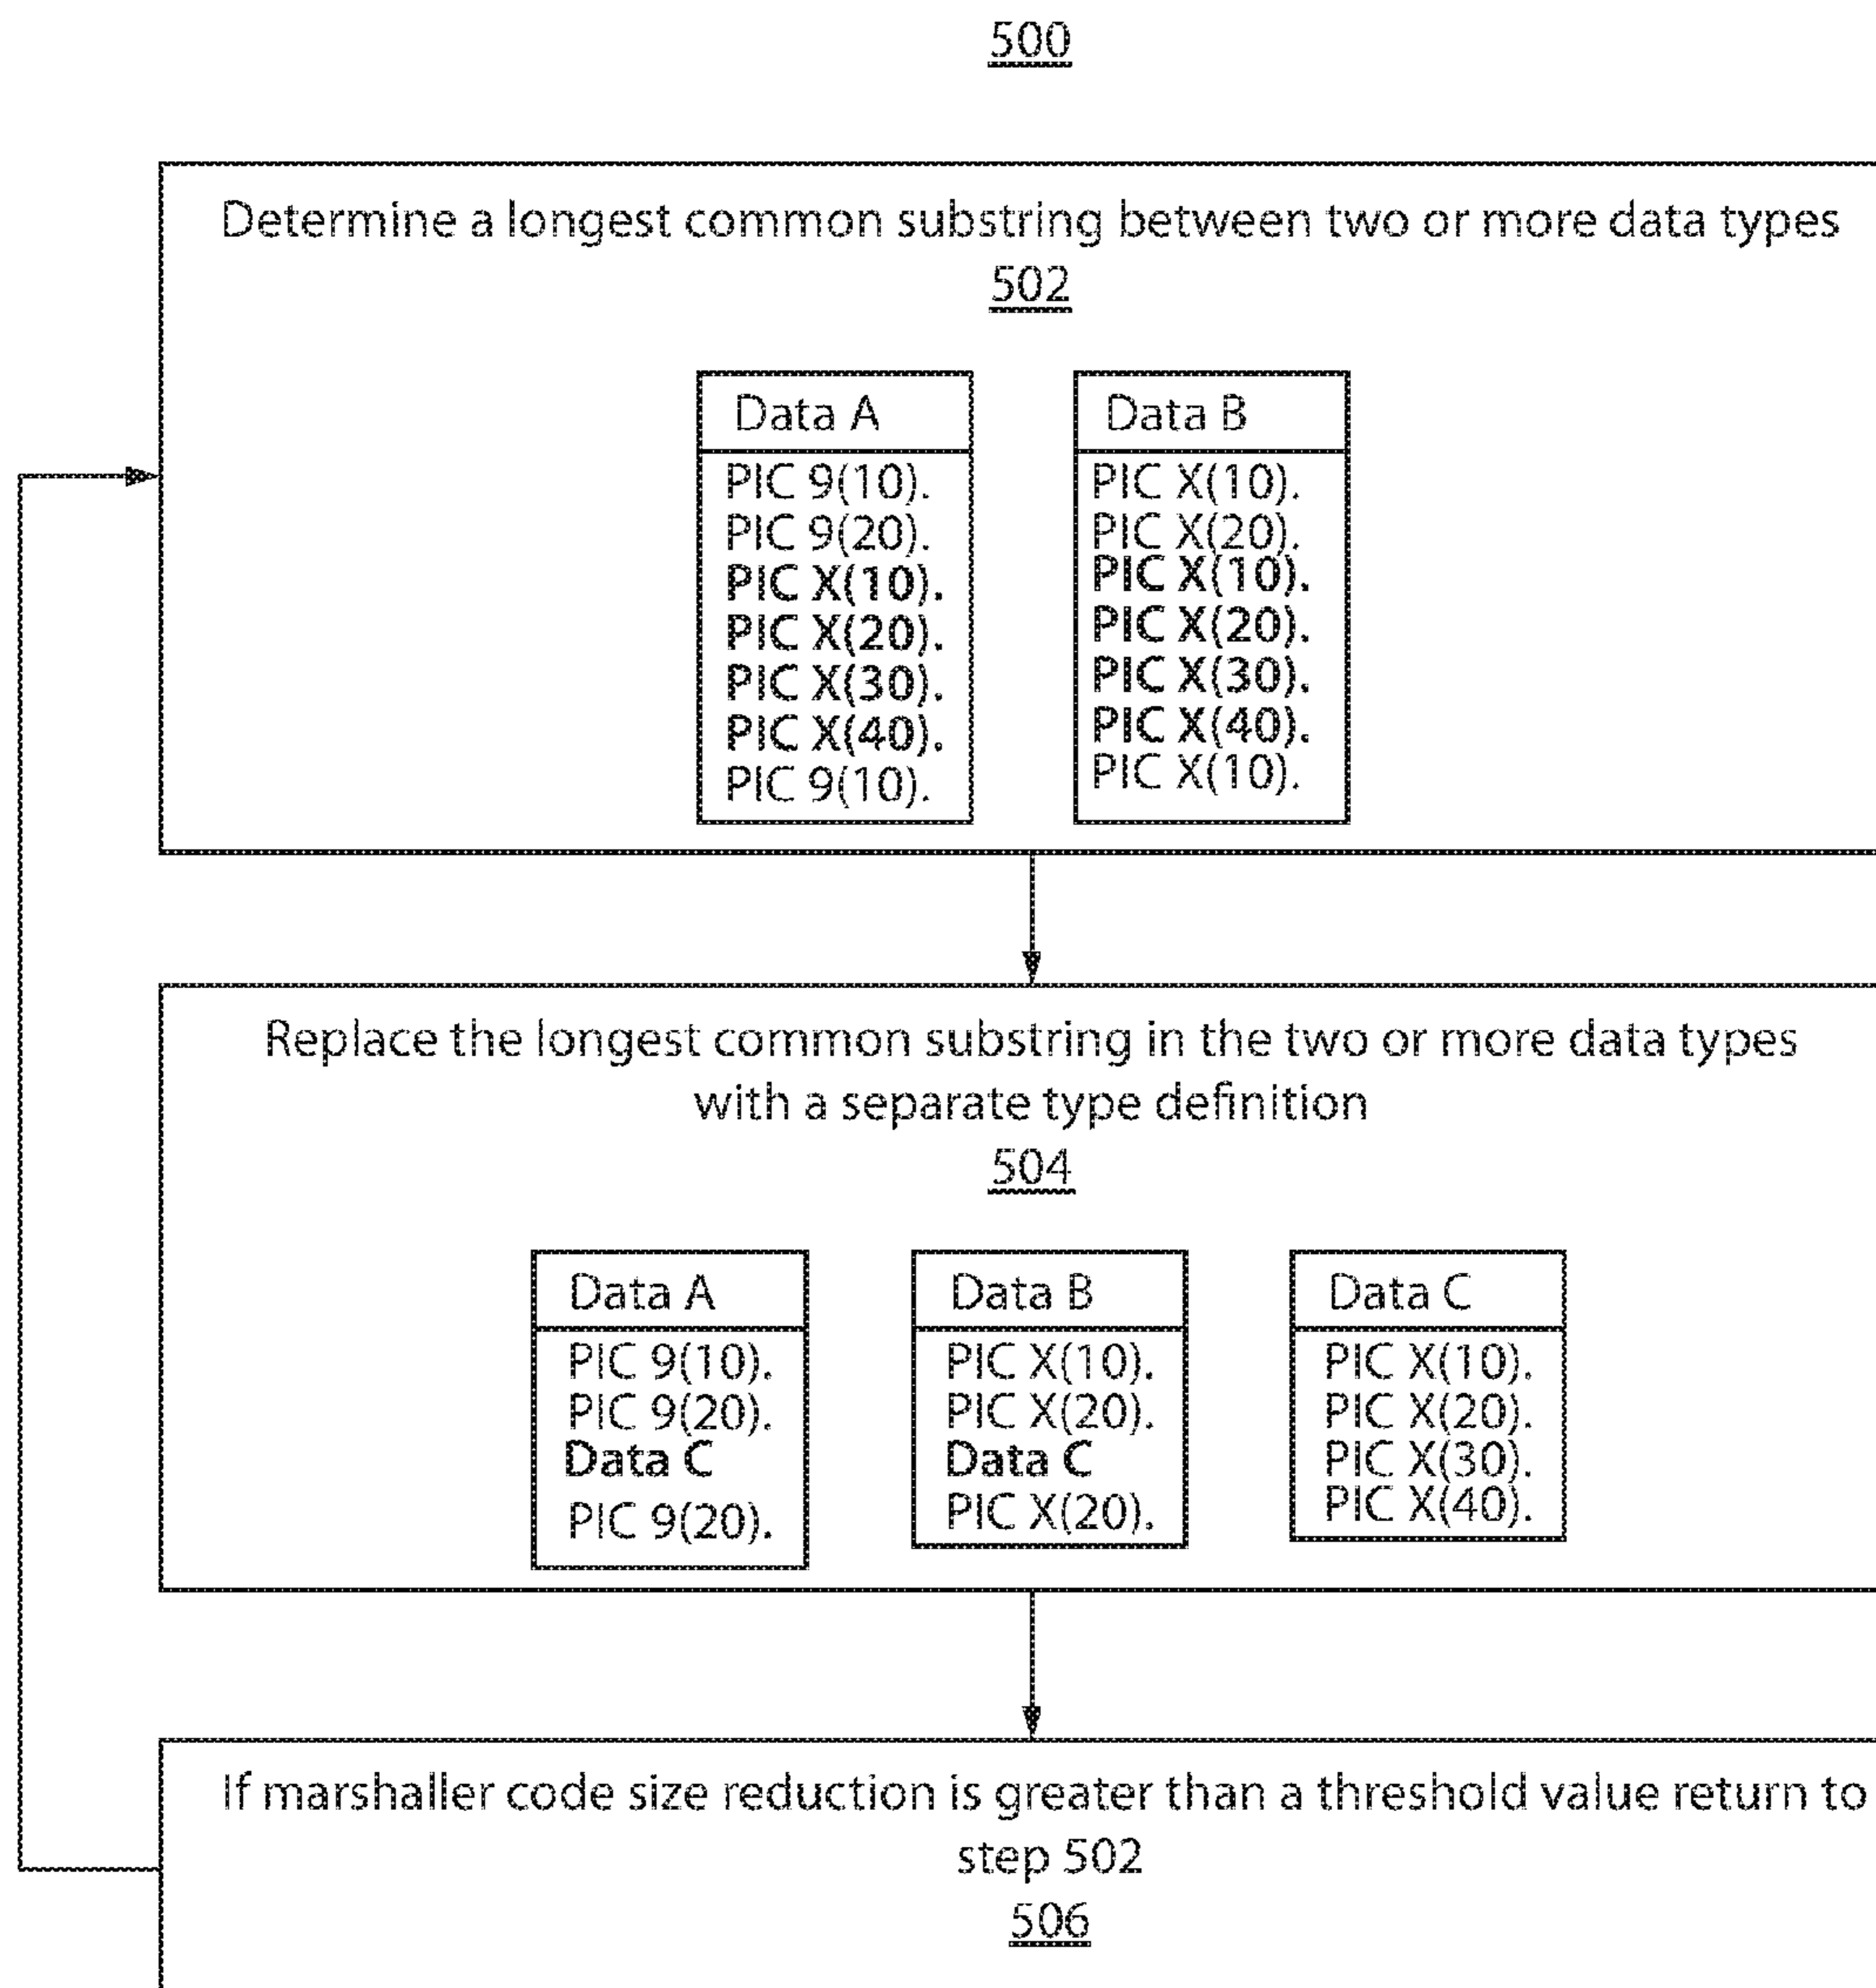 500
Determine a longest common substring between two or more data types
502
Data A
PIC 9(10).
PIC 9(20).
PIC X(10).
PIC X(20).
PIC X(30).
PIC X(40).
PIC 9(10).
Data B
PIC X(10).
PIC X(20).
PIC X(10).
PIC X(20).
PIC X(30).
PIC X(40).
PIC X(10).
Replace the longest common substring in the two or more data types
with a separate type definition
504
Data A
PIC 9(10).
PIC 9(20).
Data C
PIC 9(20).
Data B
PIC X(10).
PIC X(20).
Data C
PIC X(20).
Data C
PIC X(10).
PIC X(20).
PIC X(30).
PIC X(40).
If marshaller code size reduction is greater than a threshold value return to
step 502
506